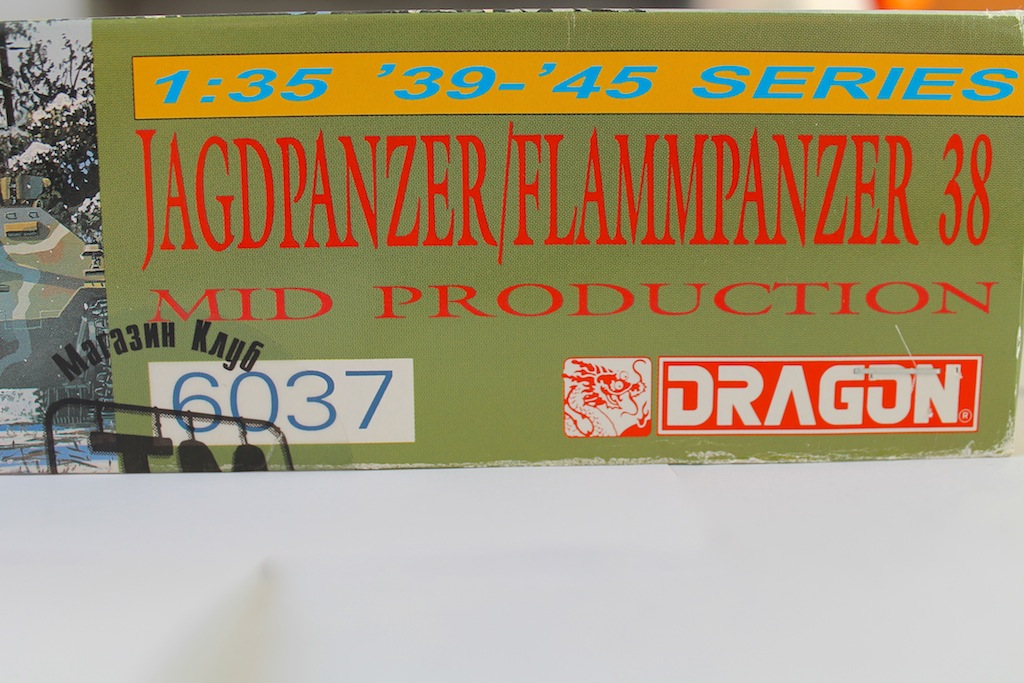 1:35 '39-'45 SERIES
JAGDPANZER/FLAMMPANZER 38
MID PRODUCTION
Магазин Клуб
6037
DRAGON®